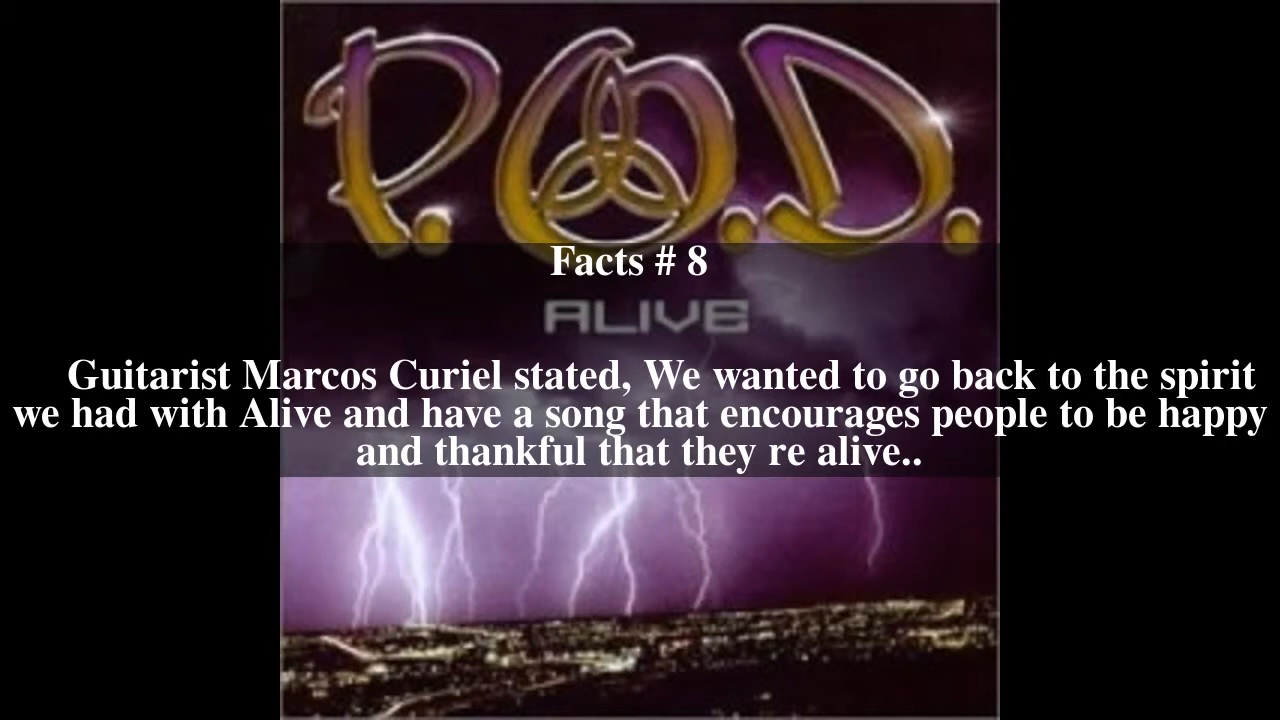 P.O.D.
Facts # 8
ALIVE
Guitarist Marcos Curiel stated, We wanted to go back to the spirit
we had with Alive and have a song that encourages people to be happy
and thankful that they re alive..